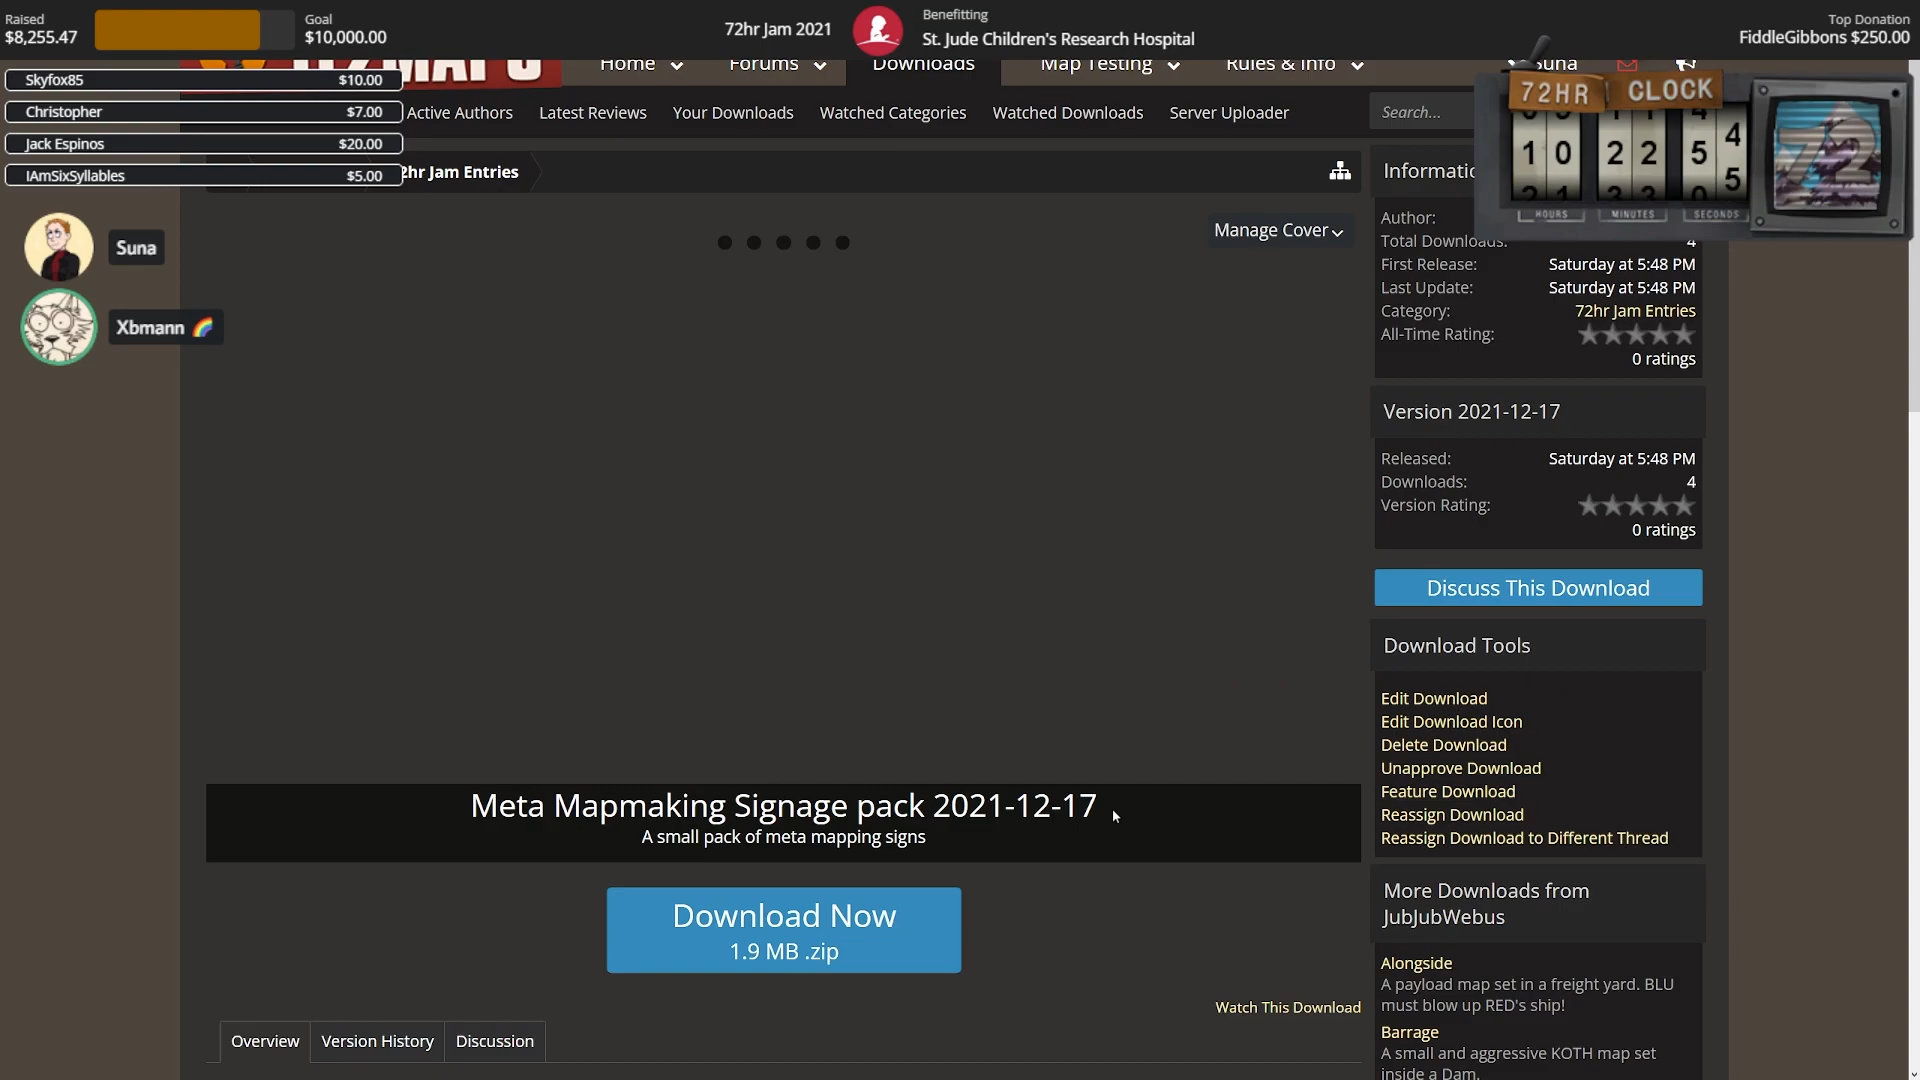 Raised
$8,255.47
Goal
$10,000.00
72hr Jam 2021
Benefitting
St. Jude Children's Research Hospital
Top Donation
FiddleGibbons $250.00
Skyfox85 $10.00
Christopher $7.00
Jack Espinos $20.00
IAmSixSyllables $5.00
Home
Forums
Downloads
Map Testing
Rules & Info
Suna
Active Authors
Latest Reviews
Your Downloads
Watched Categories
Watched Downloads
Server Uploader
Search...
72HR CLOCK
10 22 5
4
5
HOURS MINUTES SECONDS
72
2hr Jam Entries
Suna
Xbmann 🌈
Manage Cover
Informatio
Author:
Total Downloads: 4
First Release: Saturday at 5:48 PM
Last Update: Saturday at 5:48 PM
Category: 72hr Jam Entries
All-Time Rating:
0 ratings
Version 2021-12-17
Released: Saturday at 5:48 PM
Downloads: 4
Version Rating:
0 ratings
Discuss This Download
Download Tools
Edit Download
Edit Download Icon
Delete Download
Unapprove Download
Feature Download
Reassign Download
Reassign Download to Different Thread
More Downloads from
JubJubWebus
Alongside
A payload map set in a freight yard. BLU
must blow up RED's ship!
Barrage
A small and aggressive KOTH map set
inside a Dam.
Meta Mapmaking Signage pack 2021-12-17
A small pack of meta mapping signs
Download Now
1.9 MB .zip
Watch This Download
Overview
Version History
Discussion